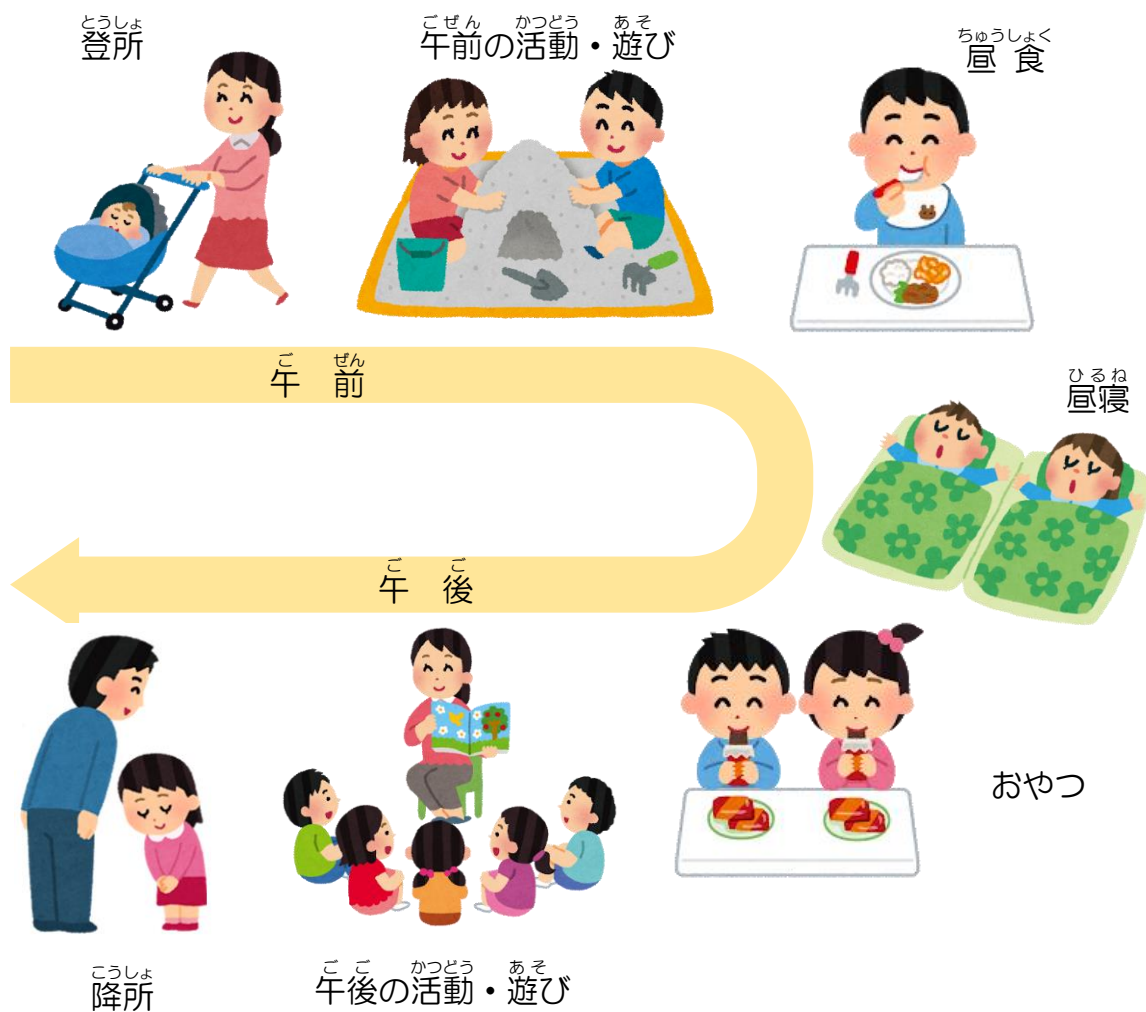 とうしょ
登所
ごぜん かつどう あそ
午前の活動・遊び
ちゅうしょく
昼 食
ご ぜん
午 前
ひるね
昼寝
ご ご
午 後
おやつ
ご ご かつどう あそ
午後の活動・遊び
こうしょ
降所